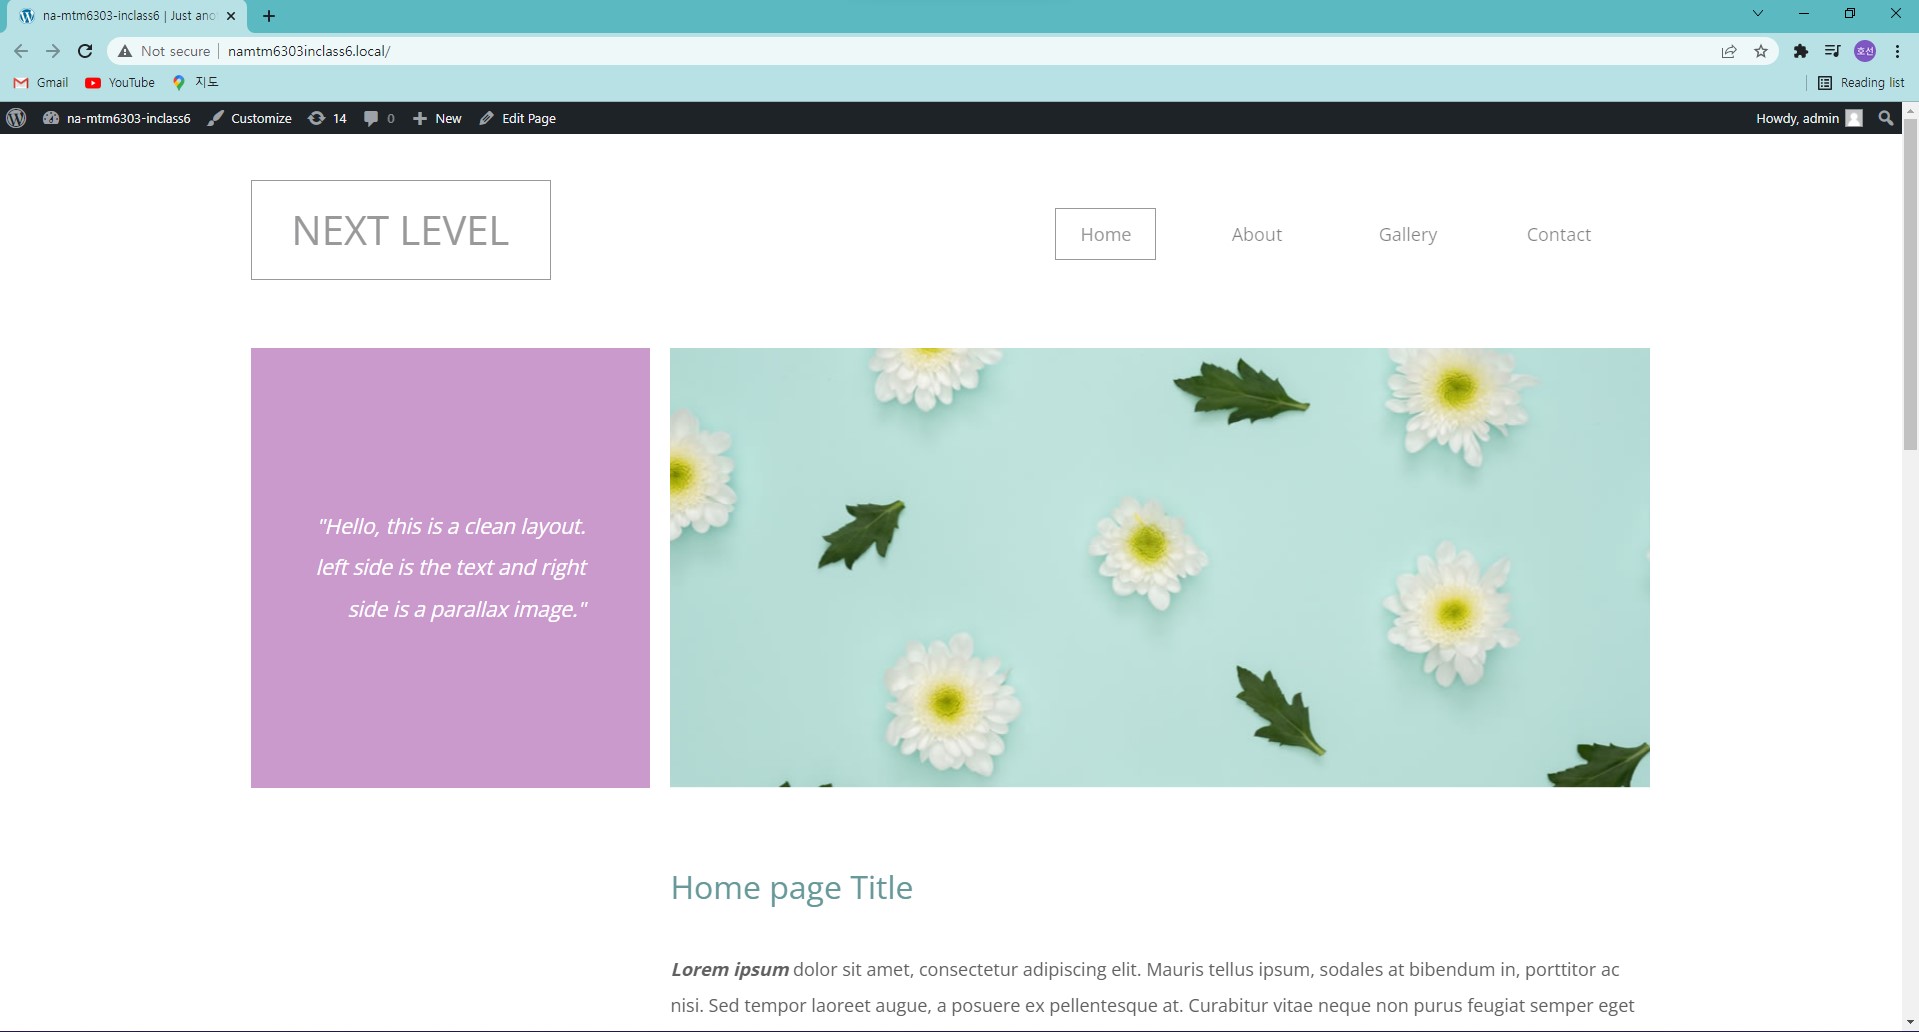 na-mtm6303-inclass6 | Just ano
Not secure | namtm6303inclass6.local/
호선
Gmail YouTube 지도 Reading list
na-mtm6303-inclass6 Customize 14 0 New Edit Page Howdy, admin
NEXT LEVEL
Home About Gallery Contact
"Hello, this is a clean layout.
left side is the text and right
side is a parallax image."
Home page Title
Lorem ipsum dolor sit amet, consectetur adipiscing elit. Mauris tellus ipsum, sodales at bibendum in, porttitor ac
nisi. Sed tempor laoreet augue, a posuere ex pellentesque at. Curabitur vitae neque non purus feugiat semper eget